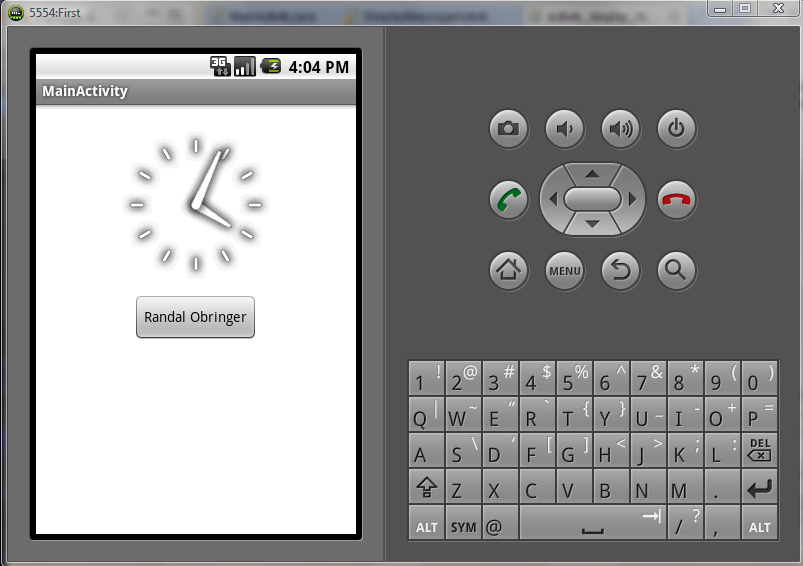 5554:First
3G 4:04 PM
MainActivity
Randal Obringer
MENU
1 ! 2 @ 3 # 4 $ 5 % 6 ^ 7 & 8 * 9 ( 0 )
Q | W ~ E “ R ` T { Y } U _ I - O + P =
A S \ D ‘ F [ G ] H < J > K ; L : DEL
Z X C V B N M .
ALT SYM @ / ? , ALT